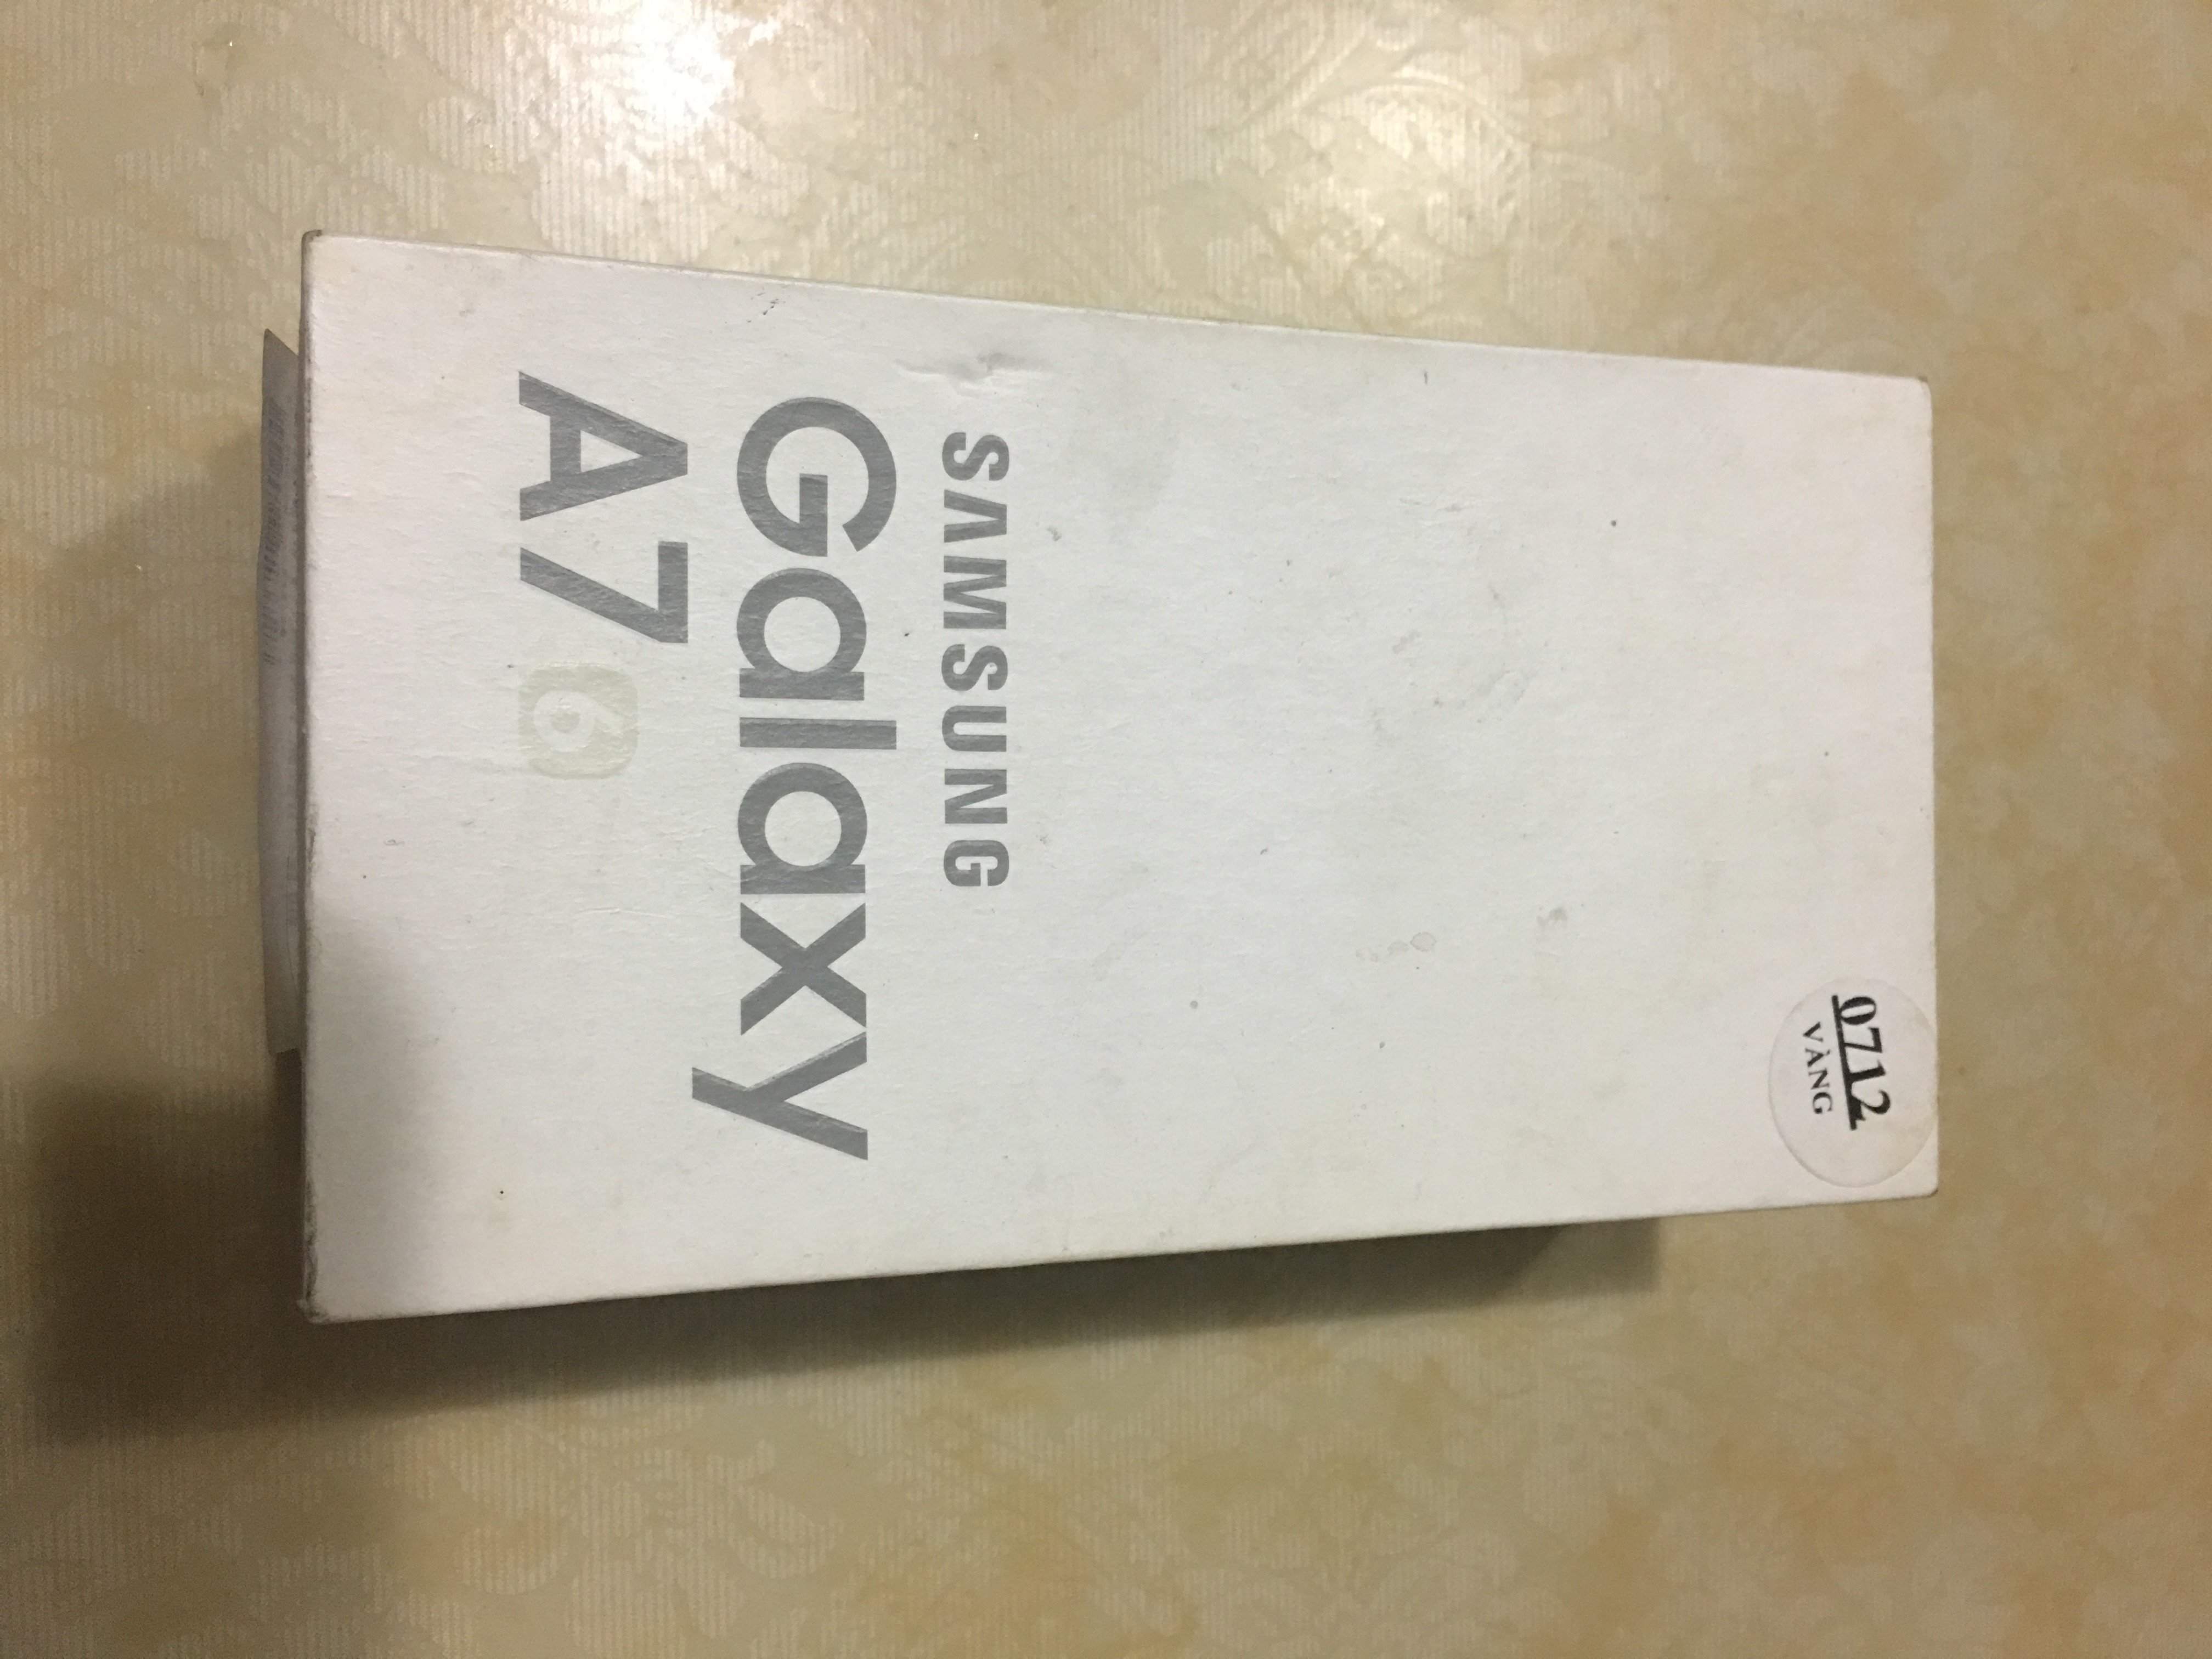 0712
VÀNG
SAMSUNG
Galaxy
A7 6